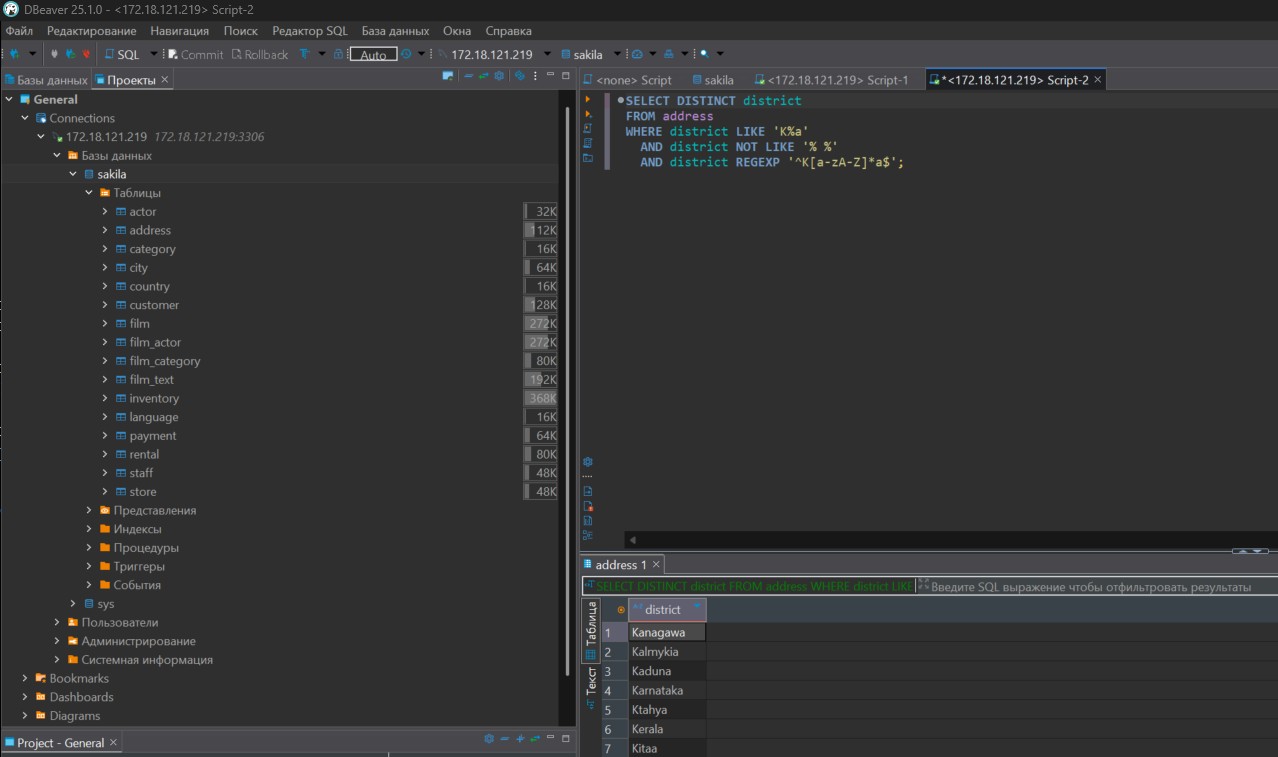 DBeaver 25.1.0 - <172.18.121.219> Script-2
Файл Редактирование Навигация Поиск Редактор SQL База данных Окна Справка
SQL Commit Rollback Auto 172.18.121.219 sakila
Базы данных Проекты
General
Connections
172.18.121.219 172.18.121.219:3306
Базы данных
sakila
Таблицы
actor 32K
address 112K
category 16K
city 64K
country 16K
customer 128K
film 272K
film_actor 272K
film_category 80K
film_text 192K
inventory 368K
language 16K
payment 64K
rental 80K
staff 48K
store 48K
Представления
Индексы
Процедуры
Триггеры
События
sys
Пользователи
Администрирование
Системная информация
Bookmarks
Dashboards
Diagrams
Project - General
<none> Script sakila <172.18.121.219> Script-1 *<172.18.121.219> Script-2
SELECT DISTINCT district
FROM address
WHERE district LIKE 'K%a'
AND district NOT LIKE '% %'
AND district REGEXP '^K[a-zA-Z]*a$';
address 1
SELECT DISTINCT district FROM address WHERE district LIKE Введите SQL выражение чтобы отфильтровать результаты
Таблица
Текст
district
1 Kanagawa
2 Kalmykia
3 Kaduna
4 Karnataka
5 Ktahya
6 Kerala
7 Kitaa